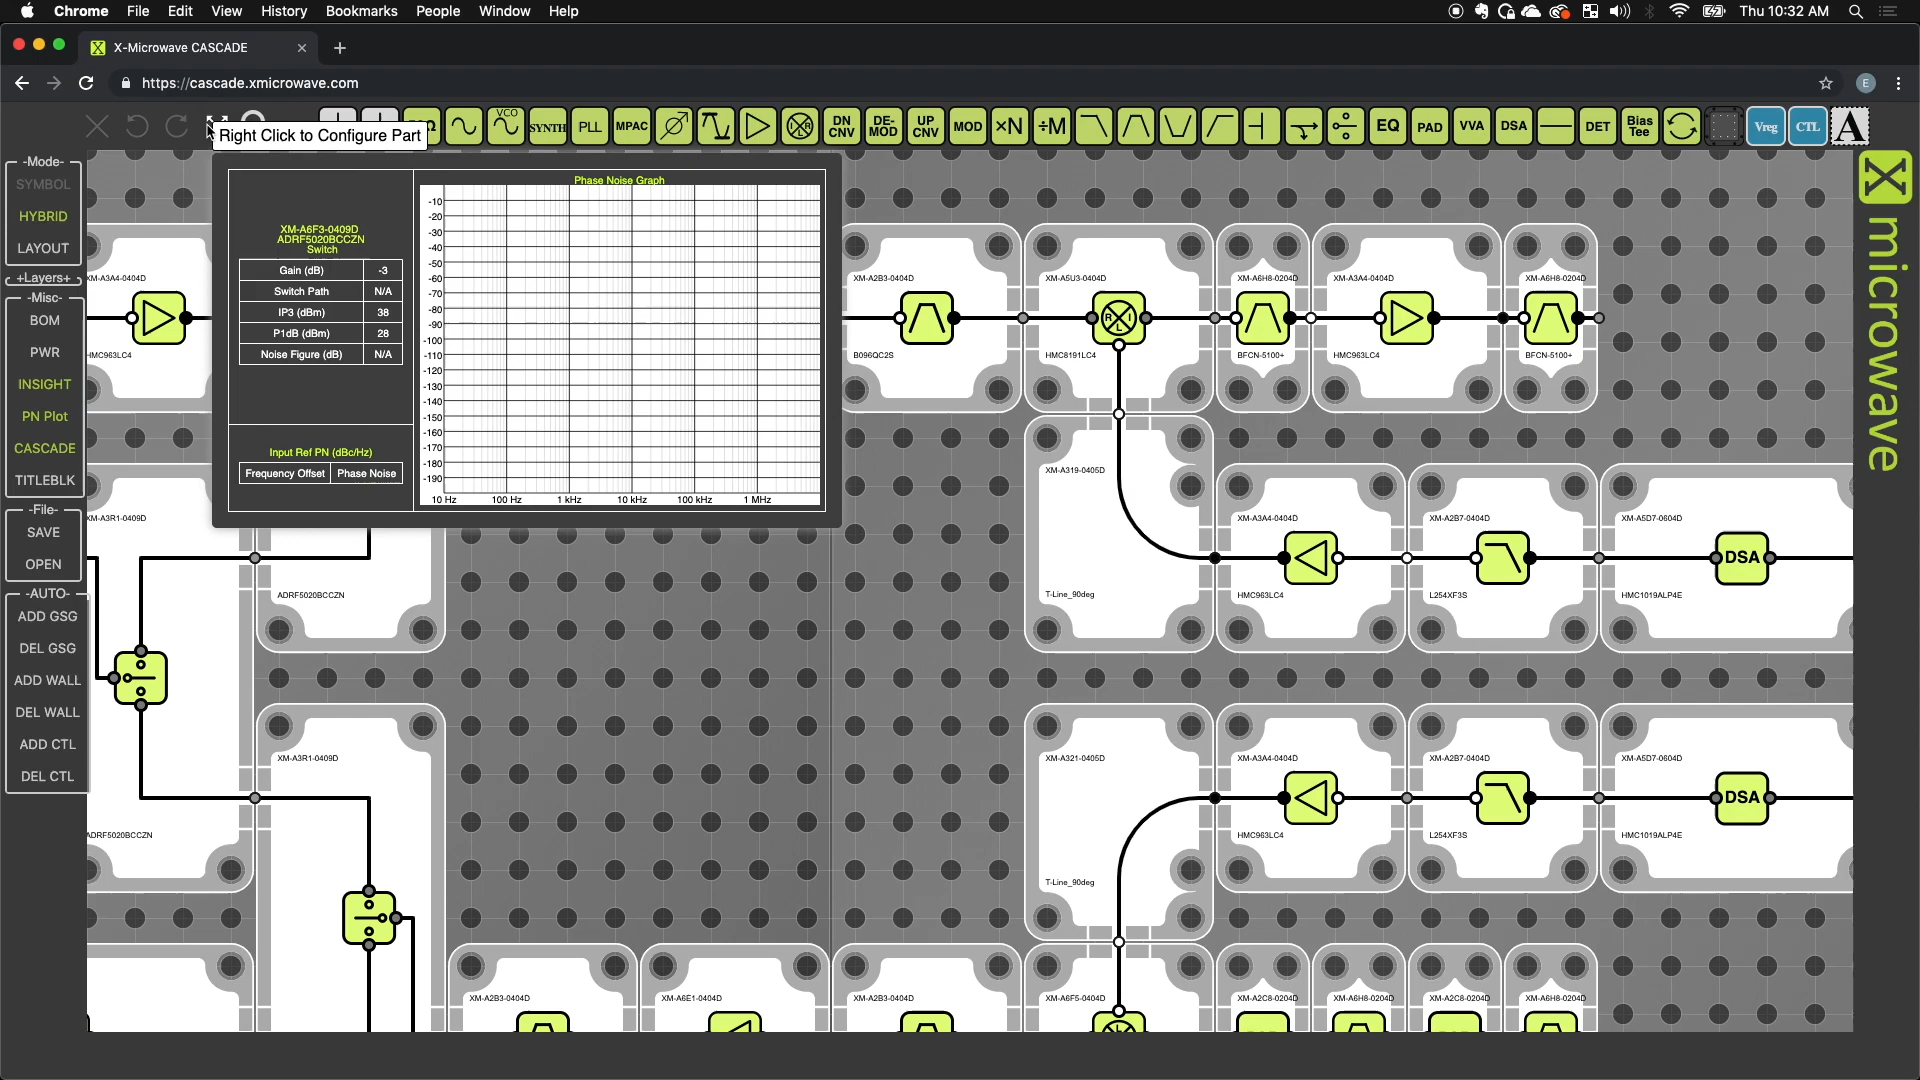 Chrome File Edit View History Bookmarks People Window Help
Thu 10:32 AM
X-Microwave CASCADE
https://cascade.xmicrowave.com
E
Right Click to Configure Part
VCO SYNTH PLL MPAC DN CNV DE-MOD UP CNV MOD ×N ÷M EQ PAD VVA DSA DET Bias Tee Vreg CTL A
-Mode-
SYMBOL
HYBRID
LAYOUT
+Layers+
-Misc-
BOM
PWR
INSIGHT
PN Plot
CASCADE
TITLEBLK
-File-
SAVE
OPEN
-AUTO-
ADD GSG
DEL GSG
ADD WALL
DEL WALL
ADD CTL
DEL CTL
X microwave
XM-A6F3-0409D
ADRF5020BCCZN
Switch
Gain (dB) -3
Switch Path N/A
IP3 (dBm) 38
P1dB (dBm) 28
Noise Figure (dB) N/A
Input Ref PN (dBc/Hz)
Frequency Offset Phase Noise
Phase Noise Graph
-10
-20
-30
-40
-50
-60
-70
-80
-90
-100
-110
-120
-130
-140
-150
-160
-170
-180
-190
10 Hz 100 Hz 1 kHz 10 kHz 100 kHz 1 MHz
XM-A3A4-0404D
HMC963LC4
XM-A2B3-0404D
B096QC2S
XM-A5U3-0404D
R I
L
HMC8191LC4
XM-A6H8-0204D
BFCN-5100+
XM-A3A4-0404D
HMC963LC4
XM-A6H8-0204D
BFCN-5100+
XM-A3R1-0409D
ADRF5020BCCZN
ADRF5020BCCZN
XM-A319-0405D
T-Line_90deg
XM-A3A4-0404D
HMC963LC4
XM-A2B7-0404D
L254XF3S
XM-A5D7-0604D
DSA
HMC1019ALP4E
XM-A3R1-0409D
XM-A321-0405D
T-Line_90deg
XM-A3A4-0404D
HMC963LC4
XM-A2B7-0404D
L254XF3S
XM-A5D7-0604D
DSA
HMC1019ALP4E
XM-A2B3-0404D
XM-A6E1-0404D
XM-A2B3-0404D
XM-A6F5-0404D
XM-A2C8-0204D
XM-A6H8-0204D
XM-A2C8-0204D
XM-A6H8-0204D